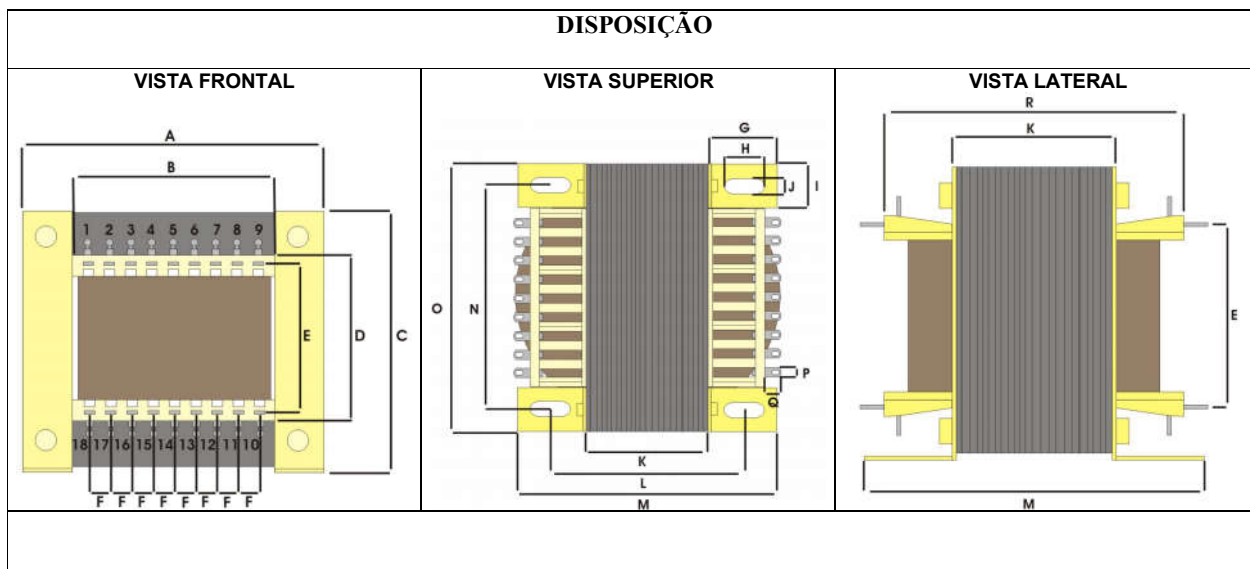 DISPOSIÇÃO
VISTA FRONTAL
A
B
1 2 3 4 5 6 7 8 9
E
D
C
18 17 16 15 14 13 12 11 10
F F F F F F F F
VISTA SUPERIOR
G
H
J
I
O
N
P
Q
K
L
M
VISTA LATERAL
R
K
E
M